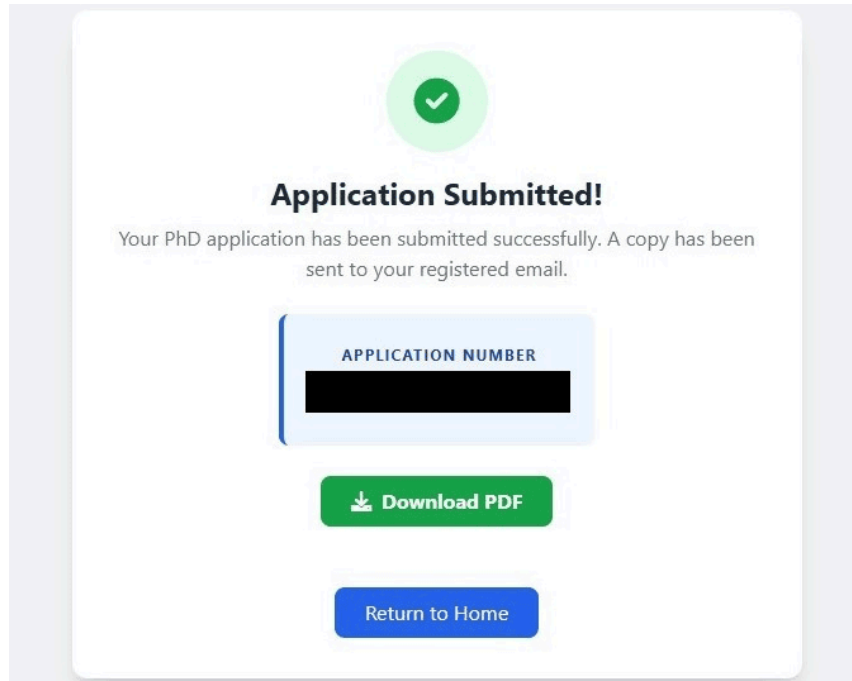 Application Submitted!
Your PhD application has been submitted successfully. A copy has been
sent to your registered email.
APPLICATION NUMBER
Download PDF
Return to Home